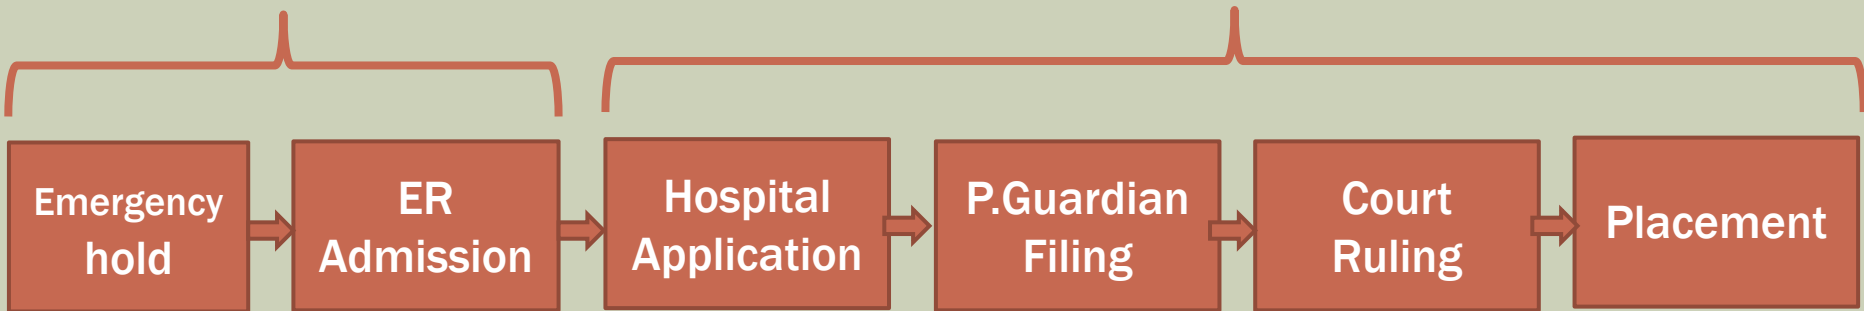 Emergency
hold
ER
Admission
Hospital
Application
P.Guardian
Filing
Court
Ruling
Placement